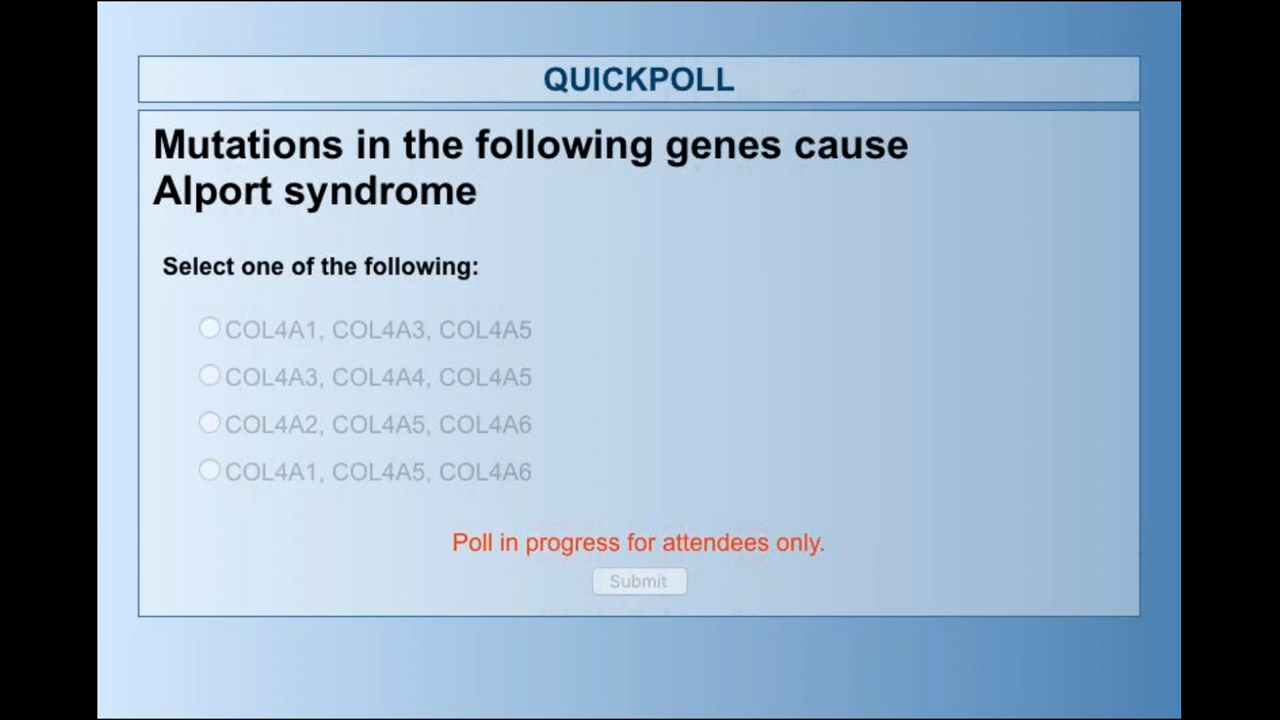 QUICKPOLL
Mutations in the following genes cause
Alport syndrome
Select one of the following:
COL4A1, COL4A3, COL4A5
COL4A3, COL4A4, COL4A5
COL4A2, COL4A5, COL4A6
COL4A1, COL4A5, COL4A6
Poll in progress for attendees only.
Submit